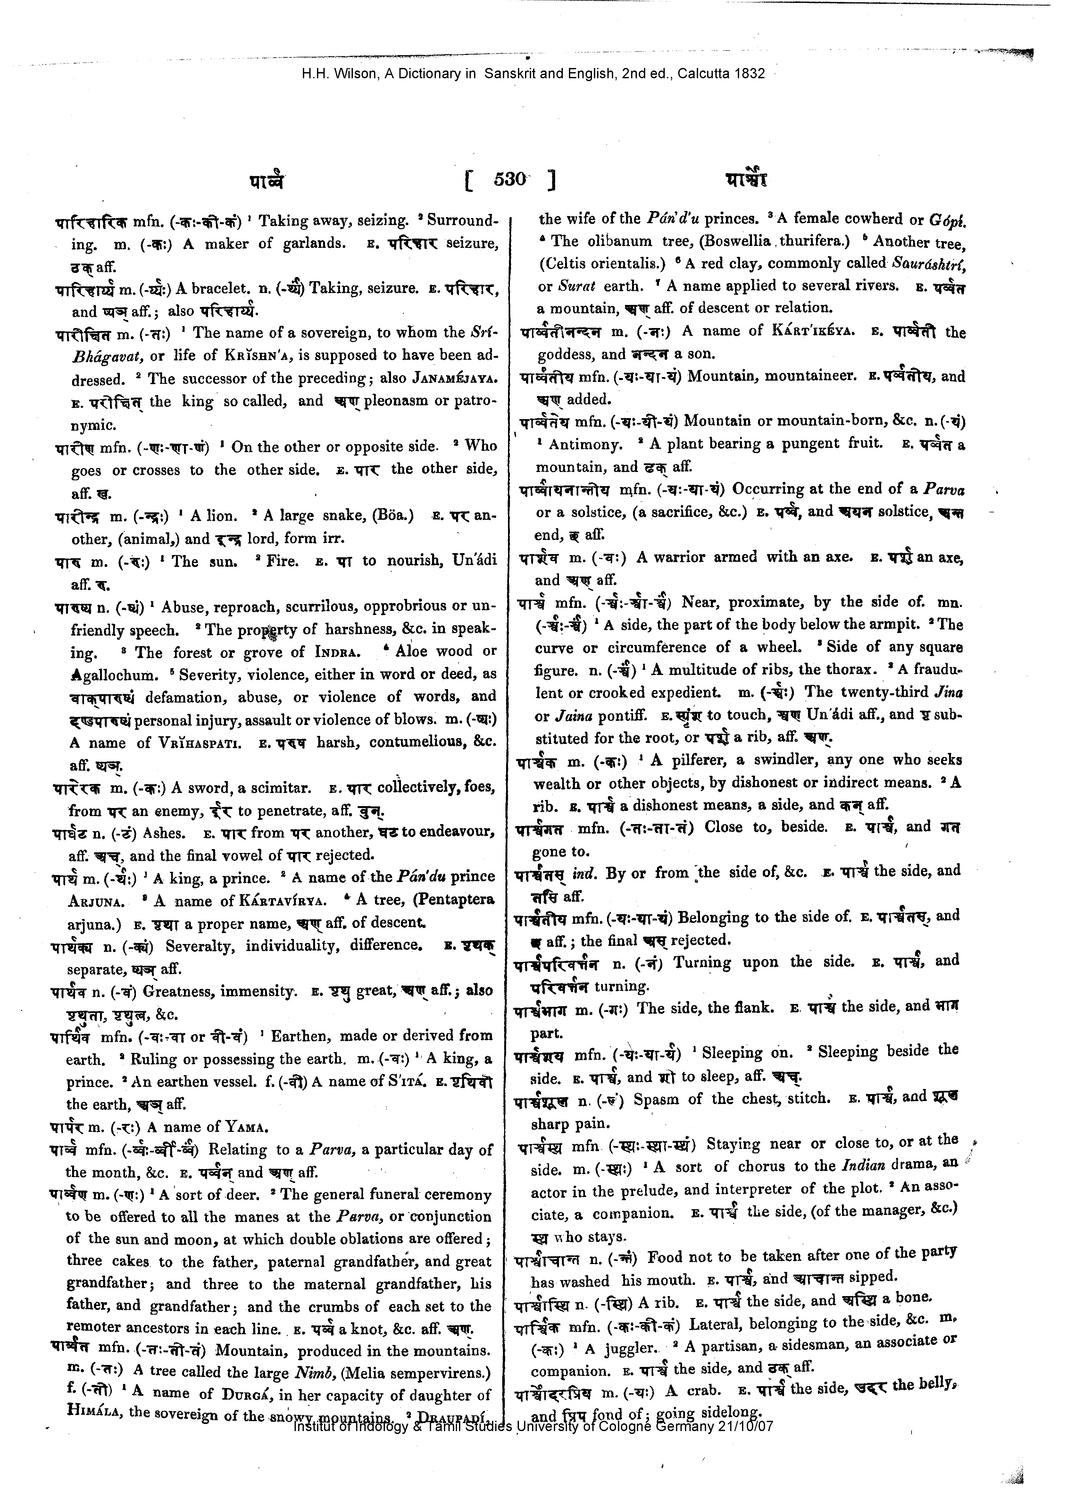 H.H. Wilson, A Dictionary in Sanskrit and English, 2nd ed., Calcutta 1832
पार्व्व [ 530 ] पार्श्वो
पारिहारिक mfn. (-कः-की-कं) ¹ Taking away, seizing. ² Surround-
ing. m. (-कः) A maker of garlands. E. परिहार seizure,
ठक् aff.
पारिहार्य्य m. (-र्य्यः) A bracelet. n. (-र्य्यं) Taking, seizure. E. परिहार,
and ष्यञ् aff.; also परिहार्य्य.
पारीक्षित m. (-तः) ¹ The name of a sovereign, to whom the Srí-
Bhágavat, or life of KRĬSHN'A, is supposed to have been ad-
dressed. ² The successor of the preceding; also JANAMÉJAYA.
E. परीक्षित् the king so called, and अण् pleonasm or patro-
nymic.
पारीण mfn. (-णः-णा-णं) ¹ On the other or opposite side. ² Who
goes or crosses to the other side. E. पार the other side,
aff. ख.
पारीन्द्र m. (-न्द्रः) ¹ A lion. ² A large snake, (Böa.) E. पर an-
other, (animal,) and इन्द्र lord, form irr.
पारु m. (-रुः) ¹ The sun. ² Fire. E. पा to nourish, Un'ádi
aff. रु.
पारुष्य n. (-ष्यं) ¹ Abuse, reproach, scurrilous, opprobrious or un-
friendly speech. ² The property of harshness, &c. in speak-
ing. ³ The forest or grove of INDRA. ⁴ Aloe wood or
Agallochum. ⁵ Severity, violence, either in word or deed, as
वाक्पारुष्यं defamation, abuse, or violence of words, and
दण्डपारुष्यं personal injury, assault or violence of blows. m. (-ष्यः)
A name of VRĬHASPATI. E. परुष harsh, contumelious, &c.
aff. ष्यञ्.
पारेरक m. (-कः) A sword, a scimitar. E. पार collectively, foes,
from पर an enemy, ईर to penetrate, aff. वुन्.
पार्घट n. (-टं) Ashes. E. पार from पर another, घट to endeavour,
aff. अच्, and the final vowel of पार rejected.
पार्थ m. (-र्थः) ¹ A king, a prince. ² A name of the Pán'du prince
ARJUNA. ³ A name of KÁRTAVÍRYA. ⁴ A tree, (Pentaptera
arjuna.) E. पृथा a proper name, अण् aff. of descent.
पार्थक्य n. (-क्यं) Severalty, individuality, difference. E. पृथक्
separate, ष्यञ् aff.
पार्थव n. (-वं) Greatness, immensity. E. पृथु great, अण् aff.; also
पृथुता, पृथुत्व, &c.
पार्थिव mfn. (-वः-वा or वी-वं) ¹ Earthen, made or derived from
earth. ² Ruling or possessing the earth. m. (-वः) ¹ A king, a
prince. ² An earthen vessel. f. (-वी) A name of S'ITÁ. E. पृथिवी
the earth, अञ् aff.
पार्पर m. (-रः) A name of YAMA.
पार्व्व mfn. (-र्व्वः-र्व्वी-र्व्वं) Relating to a Parva, a particular day of
the month, &c. E. पर्व्वन् and अण् aff.
पार्व्वण m. (-णः) ¹ A sort of deer. ² The general funeral ceremony
to be offered to all the manes at the Parva, or conjunction
of the sun and moon, at which double oblations are offered;
three cakes to the father, paternal grandfather, and great
grandfather; and three to the maternal grandfather, his
father, and grandfather; and the crumbs of each set to the
remoter ancestors in each line. E. पर्व्व a knot, &c. aff. अण्.
पार्व्वत mfn. (-तः-ती-तं) Mountain, produced in the mountains.
m. (-तः) A tree called the large Nimb, (Melia sempervirens.)
f. (-ती) ¹ A name of DURGÁ, in her capacity of daughter of
HIMÁLA, the sovereign of the snowy mountains. ² DRAUPADÍ,
the wife of the Pán'd'u princes. ³ A female cowherd or Gópí.
⁴ The olibanum tree, (Boswellia thurifera.) ⁵ Another tree,
(Celtis orientalis.) ⁶ A red clay, commonly called Sauráshtrí,
or Surat earth. ⁷ A name applied to several rivers. E. पर्व्वत
a mountain, अण् aff. of descent or relation.
पार्व्वतीनन्दन m. (-नः) A name of KÁRT'IKÉYA. E. पार्व्वती the
goddess, and नन्दन a son.
पार्व्वतीय mfn. (-यः-या-यं) Mountain, mountaineer. E. पर्व्वतीय, and
अण् added.
पार्व्वतेय mfn. (-यः-यी-यं) Mountain or mountain-born, &c. n. (-यं)
¹ Antimony. ² A plant bearing a pungent fruit. E. पर्व्वत a
mountain, and ढक् aff.
पार्व्वायनान्तीय mfn. (-यः-या-यं) Occurring at the end of a Parva
or a solstice, (a sacrifice, &c.) E. पर्व्व, and अयन solstice, अन्त
end, छ aff.
पार्शव m. (-वः) A warrior armed with an axe. E. पर्शु an axe,
and अण् aff.
पार्श्व mfn. (-र्श्वः-र्श्वा-र्श्वं) Near, proximate, by the side of. mn.
(-र्श्वः-र्श्वं) ¹ A side, the part of the body below the armpit. ² The
curve or circumference of a wheel. ³ Side of any square
figure. n. (-र्श्वं) ¹ A multitude of ribs, the thorax. ² A fraudu-
lent or crooked expedient. m. (-र्श्वः) The twenty-third Jina
or Jaina pontiff. E. स्पृश to touch, श्वण् Un'ádi aff., and पृ sub-
stituted for the root, or पर्शु a rib, aff. अण्.
पार्श्वक m. (-कः) ¹ A pilferer, a swindler, any one who seeks
wealth or other objects, by dishonest or indirect means. ² A
rib. E. पार्श्व a dishonest means, a side, and कन् aff.
पार्श्वगत mfn. (-तः-ता-तं) Close to, beside. E. पार्श्व, and गत
gone to.
पार्श्वतस् ind. By or from the side of, &c. E. पार्श्व the side, and
तसि aff.
पार्श्वतीय mfn. (-यः-या-यं) Belonging to the side of. E. पार्श्वतस्, and
छ aff.; the final अस् rejected.
पार्श्वपरिवर्त्तन n. (-नं) Turning upon the side. E. पार्श्व, and
परिवर्त्तन turning.
पार्श्वभाग m. (-गः) The side, the flank. E. पार्श्व the side, and भाग
part.
पार्श्वशय mfn. (-यः-या-यं) ¹ Sleeping on. ² Sleeping beside the
side. E. पार्श्व, and शी to sleep, aff. अच्.
पार्श्वशूल n. (-लं) Spasm of the chest, stitch. E. पार्श्व, and शूल
sharp pain.
पार्श्वस्थ mfn (-स्थः-स्था-स्थं) Staying near or close to, or at the
side. m. (-स्थः) ¹ A sort of chorus to the Indian drama, an
actor in the prelude, and interpreter of the plot. ² An asso-
ciate, a companion. E. पार्श्व the side, (of the manager, &c.)
स्थ who stays.
पार्श्वाचान्त n. (-न्तं) Food not to be taken after one of the party
has washed his mouth. E. पार्श्व, and आचान्त sipped.
पार्श्वास्थि n. (-स्थि) A rib. E. पार्श्व the side, and अस्थि a bone.
पार्श्विक mfn. (-कः-की-कं) Lateral, belonging to the side, &c. m.
(-कः) ¹ A juggler. ² A partisan, a sidesman, an associate or
companion. E. पार्श्व the side, and ठक् aff.
पार्श्वोदरप्रिय m. (-यः) A crab. E. पार्श्व the side, उदर the belly,
and प्रिय fond of; going sidelong.
Institut of Indology & Tamil Studies University of Cologne Germany 21/10/07